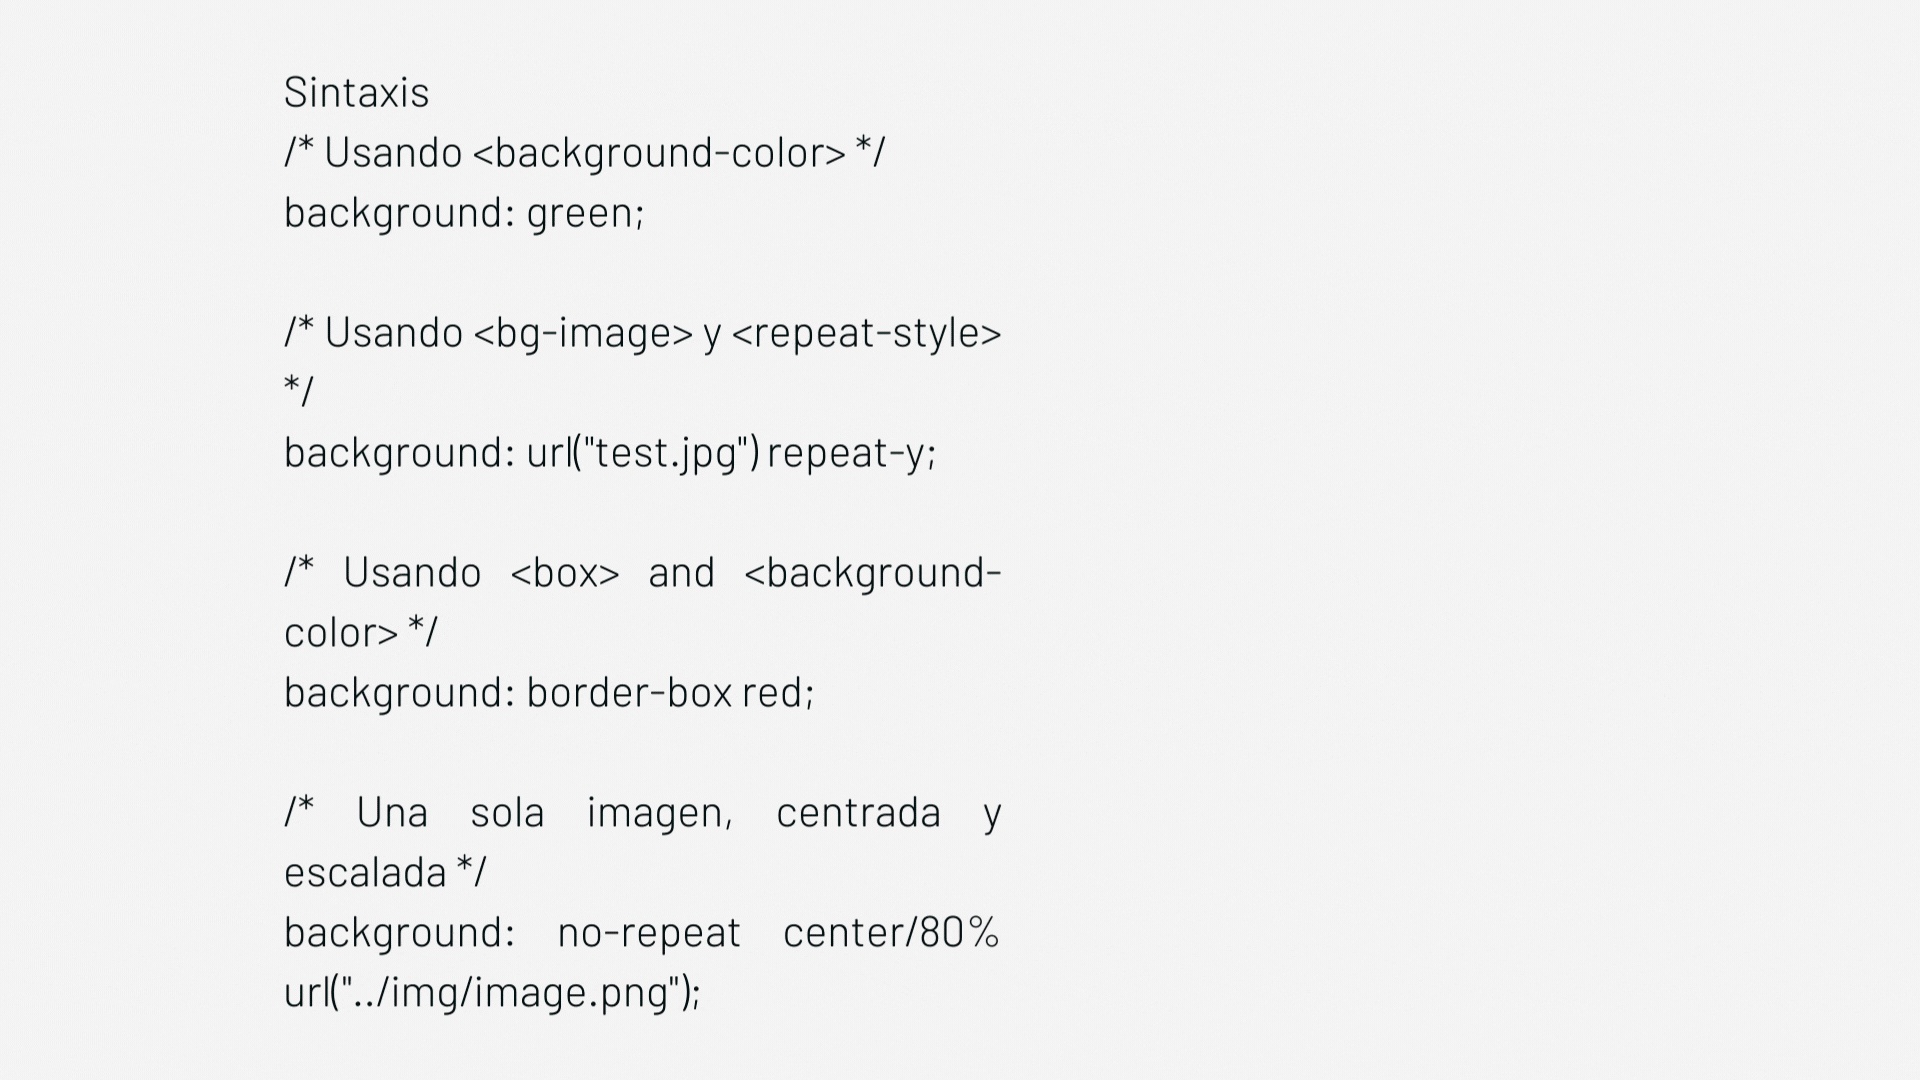 Sintaxis
/* Usando <background-color> */
background: green;
/* Usando <bg-image> y <repeat-style>
*/
background: url("test.jpg") repeat-y;
/* Usando <box> and <background-
color> */
background: border-box red;
/* Una sola imagen, centrada y
escalada */
background: no-repeat center/80%
url("../img/image.png");